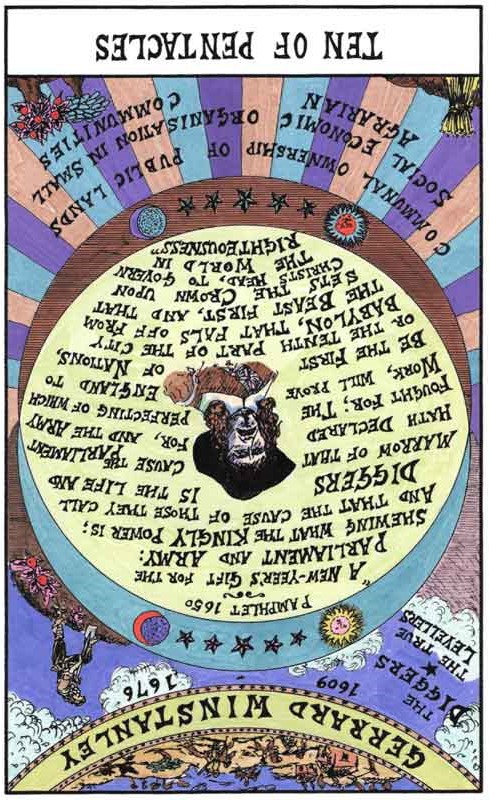 GERRARD WINSTANLEY
1609 - 1676
THE
DIGGERS
THE TRUE
LEVELLERS
PAMPHLET 1650
"A NEW-YEER'S GIFT FOR THE
PARLIAMENT AND ARMY:
SHEWING WHAT THE KINGLY POWER IS;
AND THAT THE CAUSE OF THOSE THEY CALL
DIGGERS IS THE LIFE AND
MARROW OF THAT CAUSE THE PARLIAMENT
HATH DECLARED FOR, AND THE ARMY
FOUGHT FOR; THE PERFECTING OF WHICH
WORK, WILL PROVE ENGLAND TO
BE THE FIRST OF NATIONS,
OR THE TENTH PART OF THE CITY
BABYLON, THAT FALS OFF FROM
THE BEAST FIRST, AND THAT
SETS THE CROWN UPON
CHRISTS HEAD, TO GOVERN
THE WORLD IN
RIGHTEOUSNESS"
COMMUNAL OWNERSHIP OF PUBLIC LANDS
SOCIAL ECONOMIC ORGANISATION IN SMALL
AGRARIAN COMMUNITIES
TEN OF PENTACLES